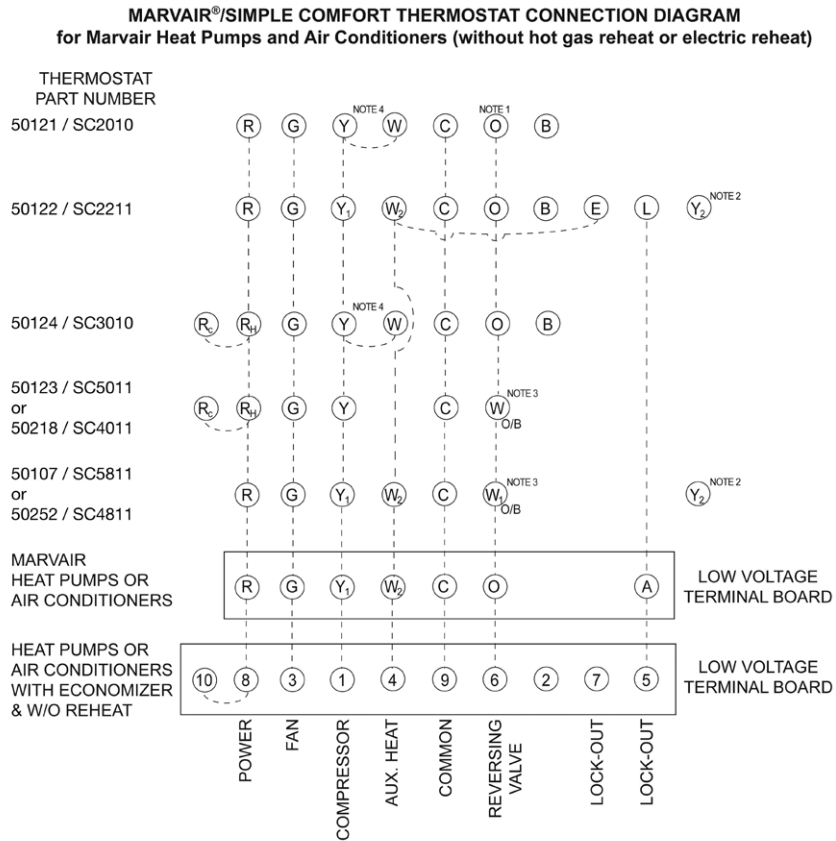 MARVAIR®/SIMPLE COMFORT THERMOSTAT CONNECTION DIAGRAM
for Marvair Heat Pumps and Air Conditioners (without hot gas reheat or electric reheat)
THERMOSTAT
PART NUMBER
NOTE 4 NOTE 1
50121 / SC2010 R G Y W C O B
NOTE 2
50122 / SC2211 R G Y1 W2 C O B E L Y2
NOTE 4
50124 / SC3010 Rc RH G Y W C O B
50123 / SC5011
or Rc RH G Y C W NOTE 3
50218 / SC4011 O/B
50107 / SC5811
or R G Y1 W2 C W1 NOTE 3 Y2 NOTE 2
50252 / SC4811 O/B
MARVAIR
HEAT PUMPS OR R G Y1 W2 C O A LOW VOLTAGE
AIR CONDITIONERS TERMINAL BOARD
HEAT PUMPS OR
AIR CONDITIONERS 10 8 3 1 4 9 6 2 7 5 LOW VOLTAGE
WITH ECONOMIZER TERMINAL BOARD
& W/O REHEAT
POWER
FAN
COMPRESSOR
AUX. HEAT
COMMON
REVERSING
VALVE
LOCK-OUT
LOCK-OUT